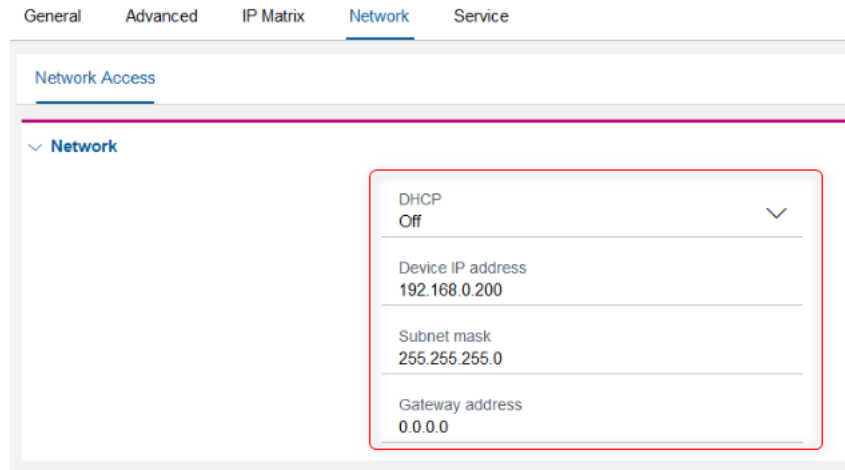 General Advanced IP Matrix Network Service
Network Access
Network
DHCP
Off
Device IP address
192.168.0.200
Subnet mask
255.255.255.0
Gateway address
0.0.0.0